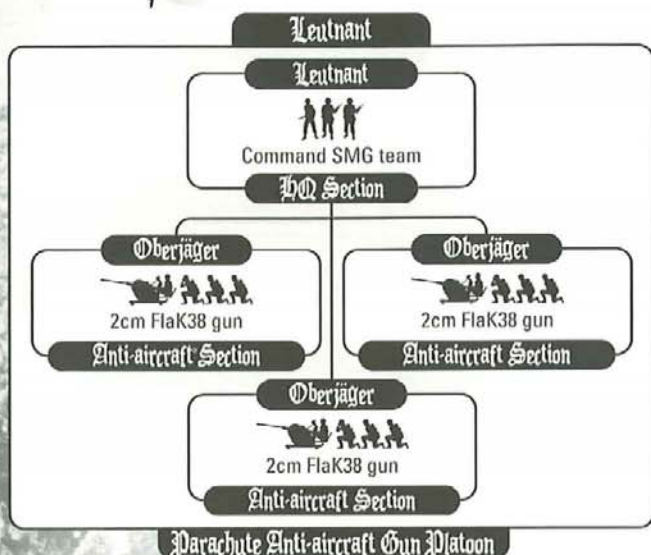 Leutnant
Leutnant
Command SMG team
HQ Section
Oberjäger
2cm FlaK38 gun
Anti-aircraft Section
Oberjäger
2cm FlaK38 gun
Anti-aircraft Section
Oberjäger
2cm FlaK38 gun
Anti-aircraft Section
Parachute Anti-aircraft Gun Platoon